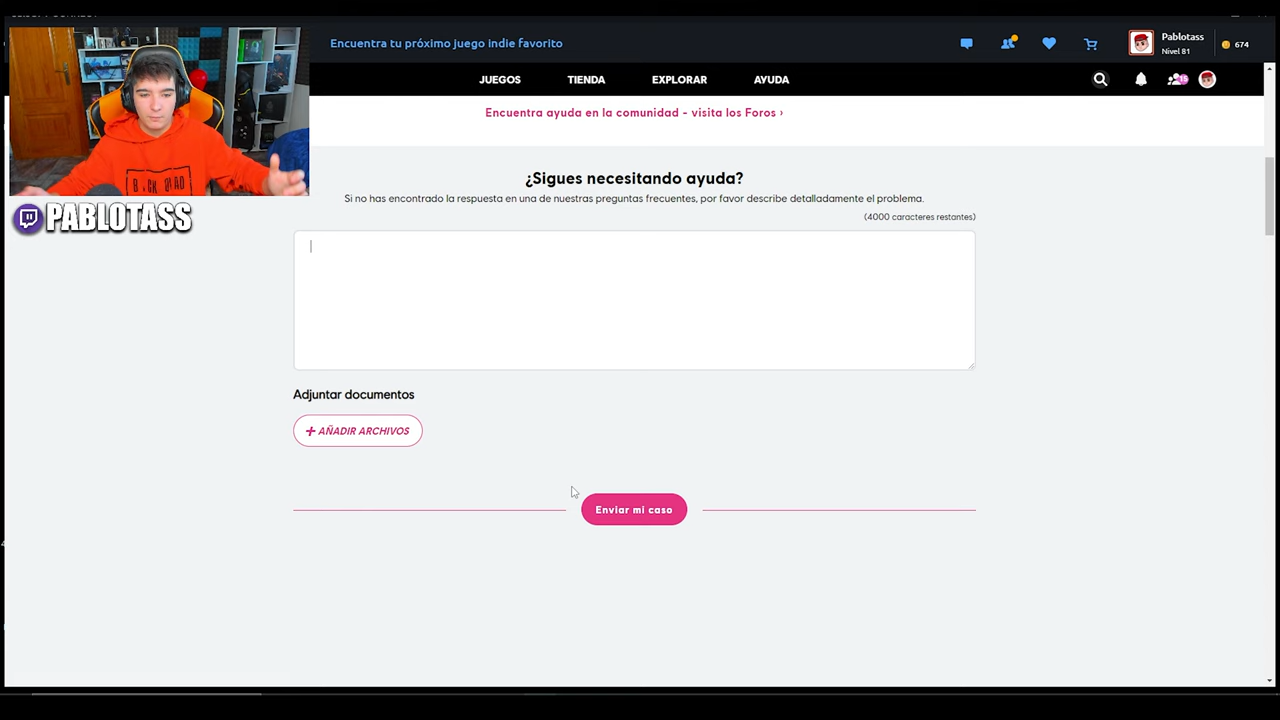 Encuentra tu próximo juego indie favorito
Pablotass
Nivel 81
674
JUEGOS TIENDA EXPLORAR AYUDA
15
Encuentra ayuda en la comunidad - visita los Foros ›
PABLOTASS
¿Sigues necesitando ayuda?
Si no has encontrado la respuesta en una de nuestras preguntas frecuentes, por favor describe detalladamente el problema.
(4000 caracteres restantes)
Adjuntar documentos
+ AÑADIR ARCHIVOS
Enviar mi caso